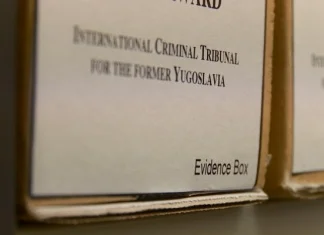 INTERNATIONAL CRIMINAL TRIBUNAL
FOR THE FORMER YUGOSLAVIA
Evidence Box